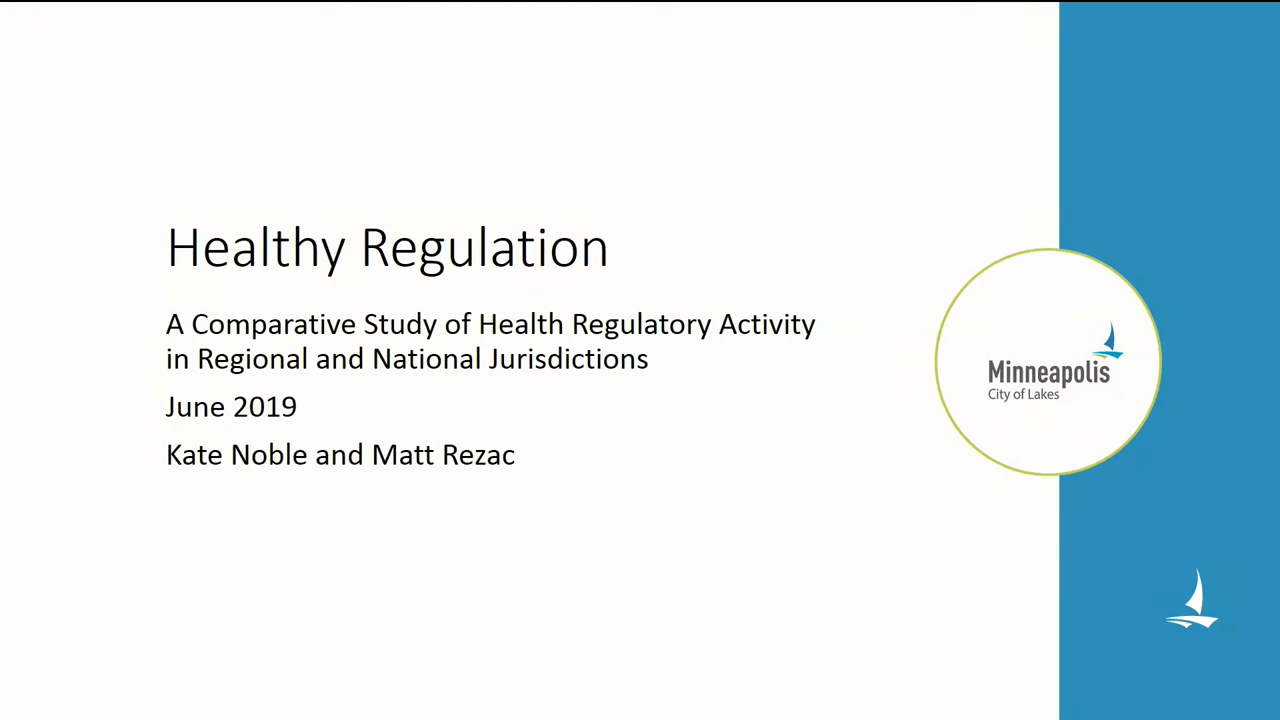 Healthy Regulation
A Comparative Study of Health Regulatory Activity
in Regional and National Jurisdictions
June 2019
Kate Noble and Matt Rezac
Minneapolis
City of Lakes